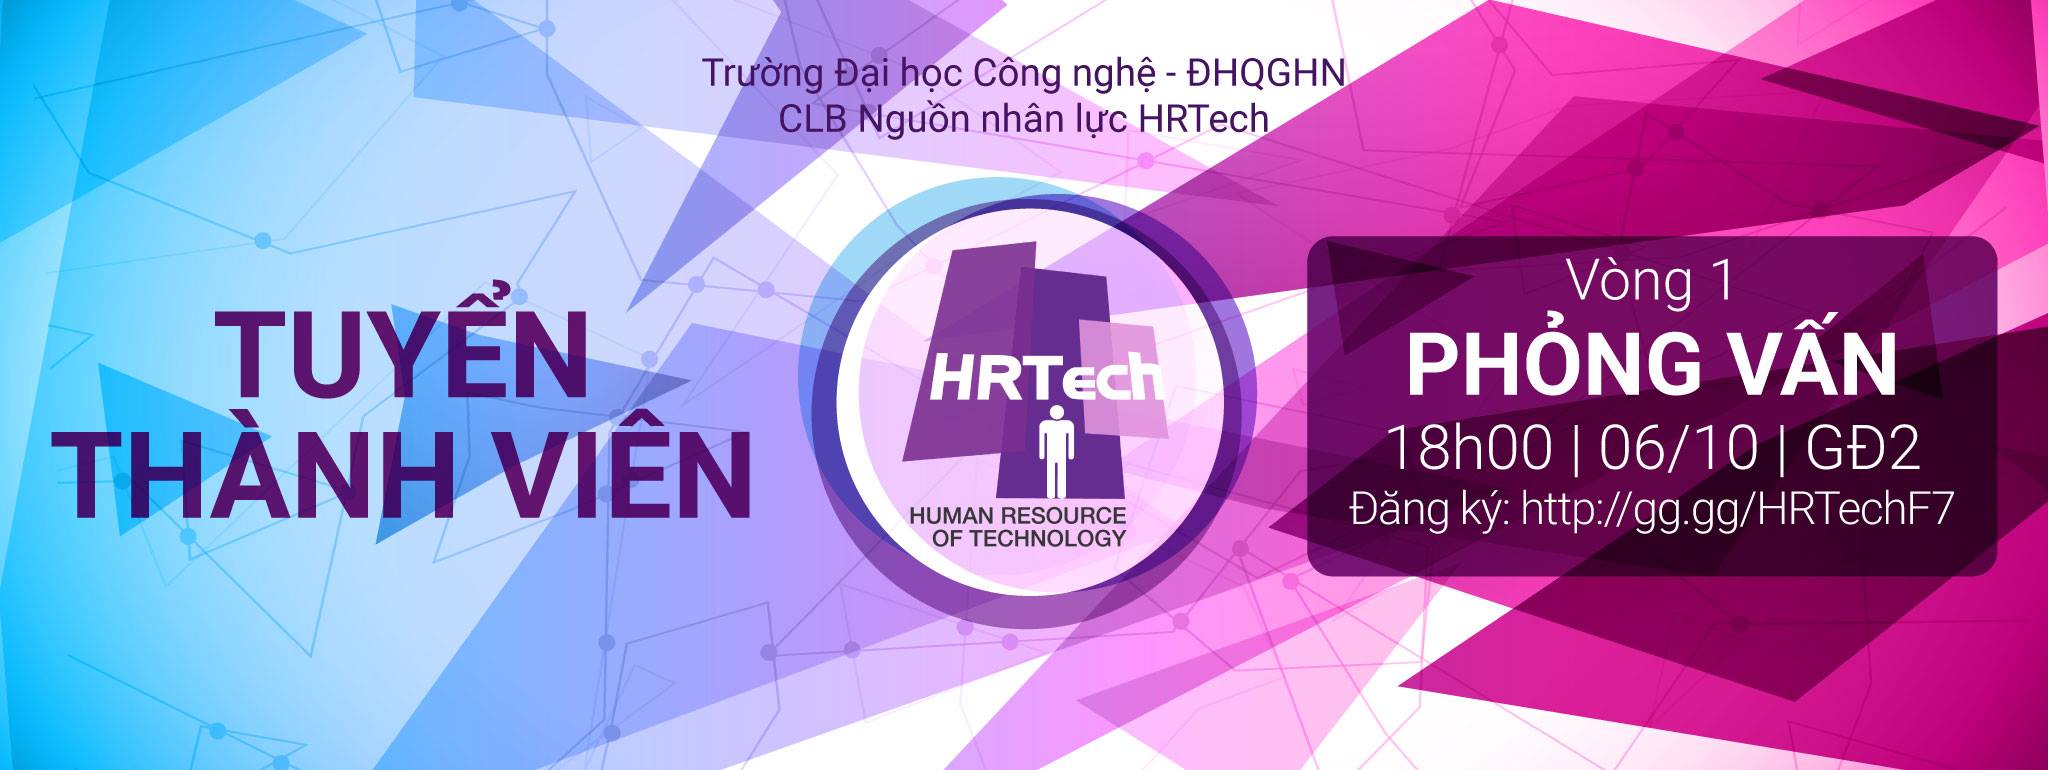 Trường Đại học Công nghệ - ĐHQGHN
CLB Nguồn nhân lực HRTech
TUYỂN
THÀNH VIÊN
HRTech
HUMAN RESOURCE
OF TECHNOLOGY
Vòng 1
PHỎNG VẤN
18h00 | 06/10 | GĐ2
Đăng ký: http://gg.gg/HRTechF7